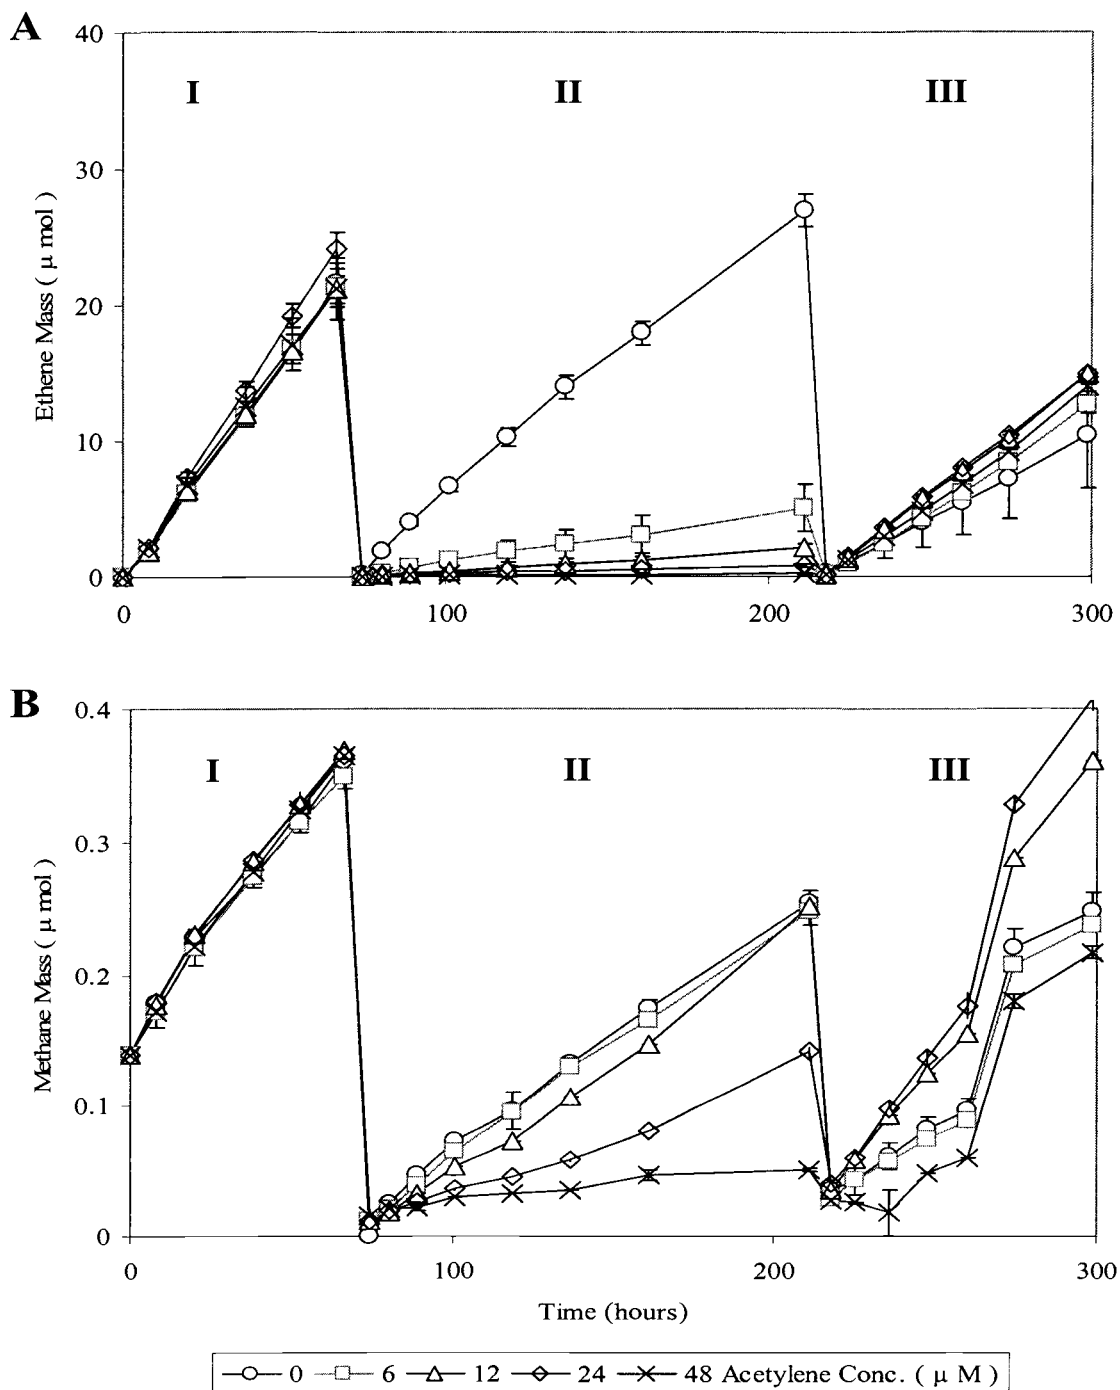 A
40
I
II
III
30
Ethene Mass ( μ mol )
20
10
0
0
100
200
300
B
0.4
I
II
III
0.3
Methane Mass ( μ mol )
0.2
0.1
0
0
100
200
300
Time (hours)
0 6 12 24 48 Acetylene Conc. ( μ M )